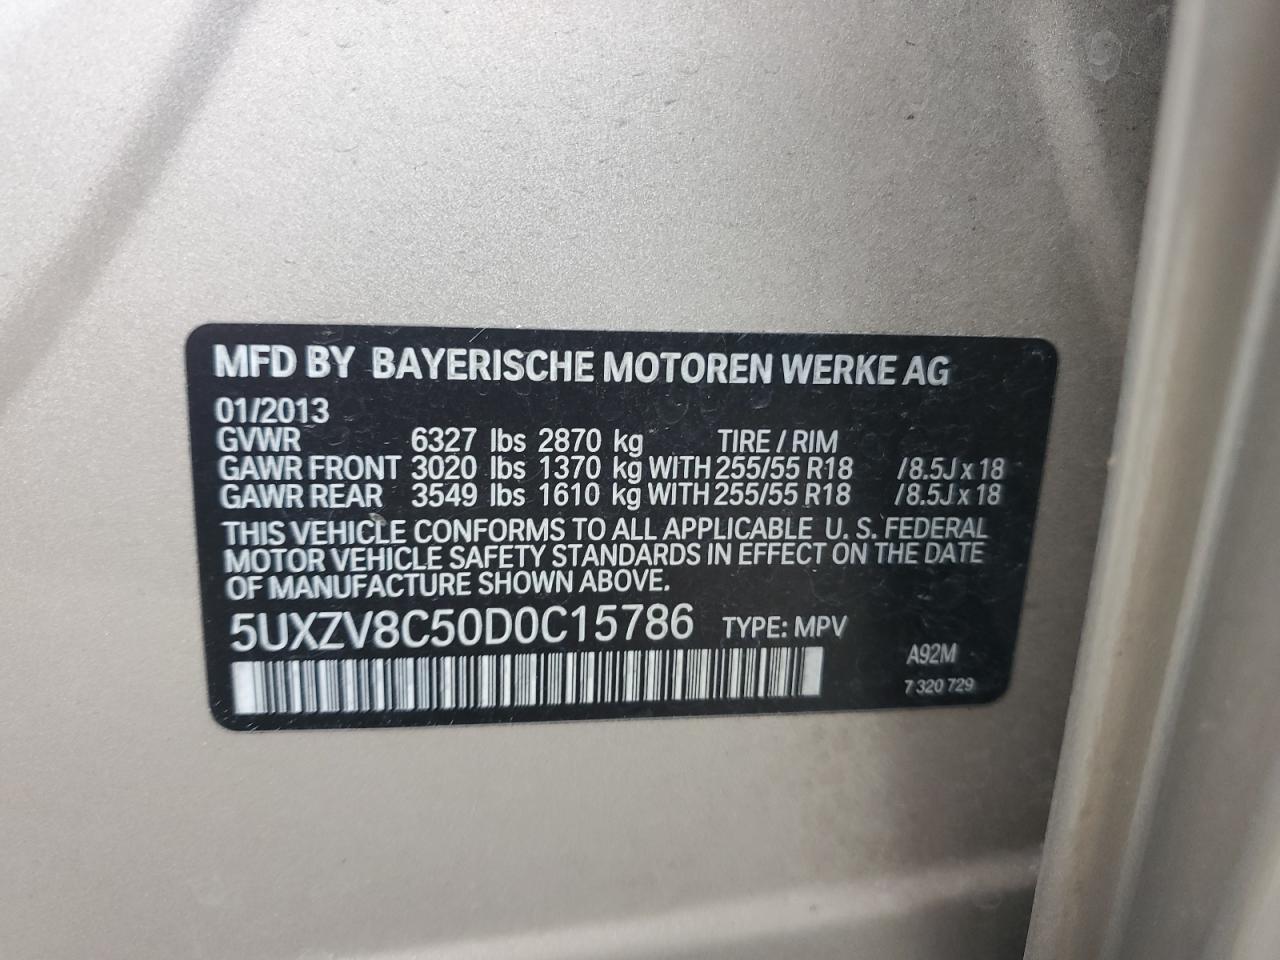 MFD BY BAYERISCHE MOTOREN WERKE AG
01/2013
GVWR 6327 lbs 2870 kg TIRE / RIM
GAWR FRONT 3020 lbs 1370 kg WITH 255/55 R18 /8.5J x 18
GAWR REAR 3549 lbs 1610 kg WITH 255/55 R18 /8.5J x 18
THIS VEHICLE CONFORMS TO ALL APPLICABLE U. S. FEDERAL
MOTOR VEHICLE SAFETY STANDARDS IN EFFECT ON THE DATE
OF MANUFACTURE SHOWN ABOVE.
5UXZV8C50D0C15786 TYPE: MPV
A92M
7 320 729